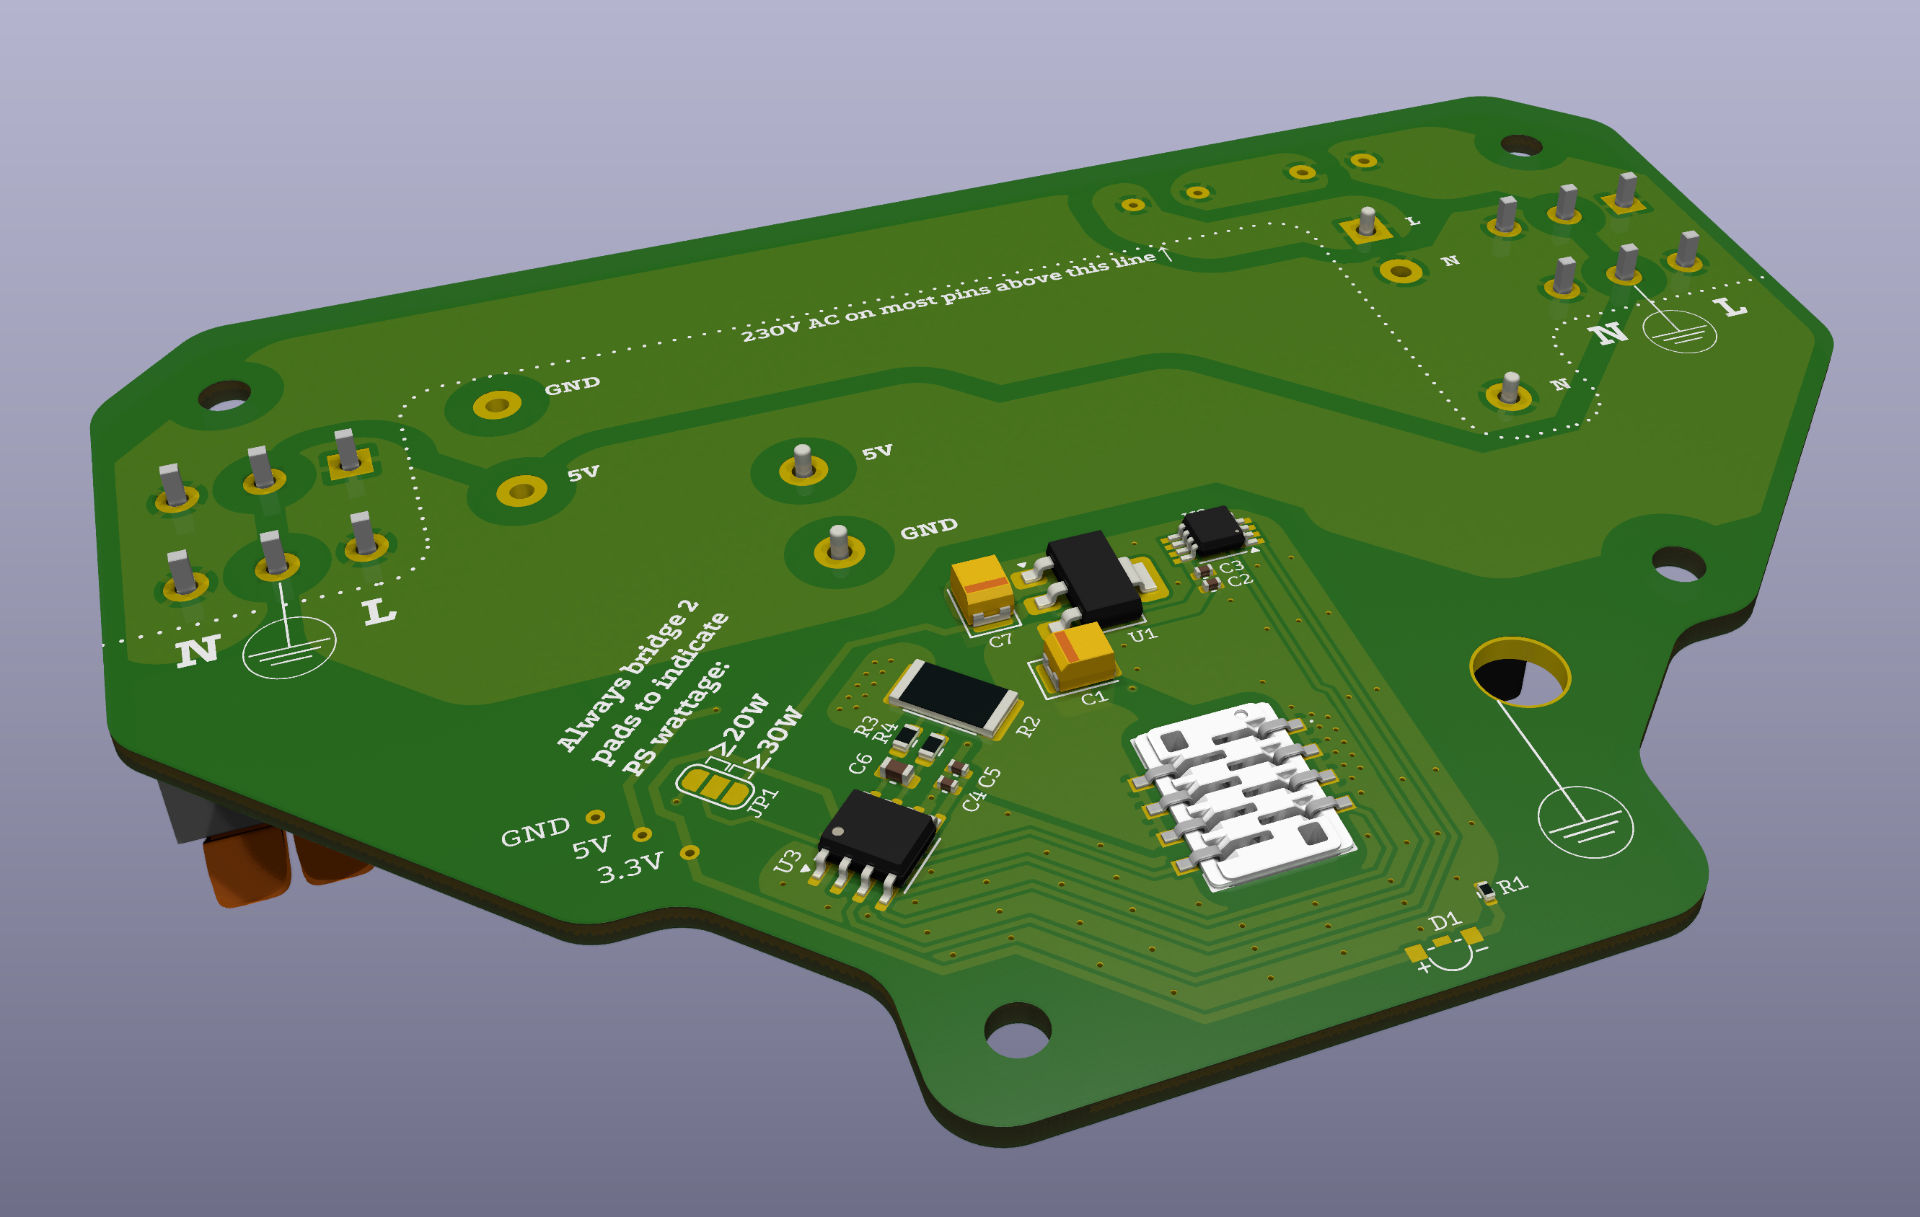 L
N
230V AC on most pins above this line↑
N
L
N
GND
5V
5V
GND
N
L
C3
C2
C7
U1
C1
Always bridge 2
pads to indicate
PS wattage:
≥20W
≥30W
JP1
R3
R4
R2
C6
C5
C4
U3
GND
5V
3.3V
R1
D1
+
-